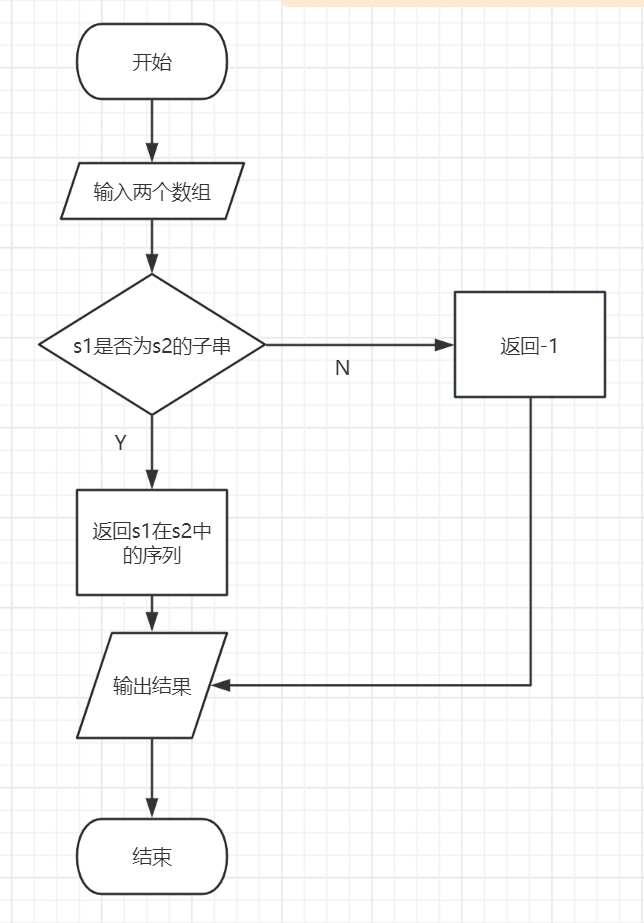 开始
输入两个数组
s1是否为s2的子串
N
返回-1
Y
返回s1在s2中
的序列
输出结果
结束